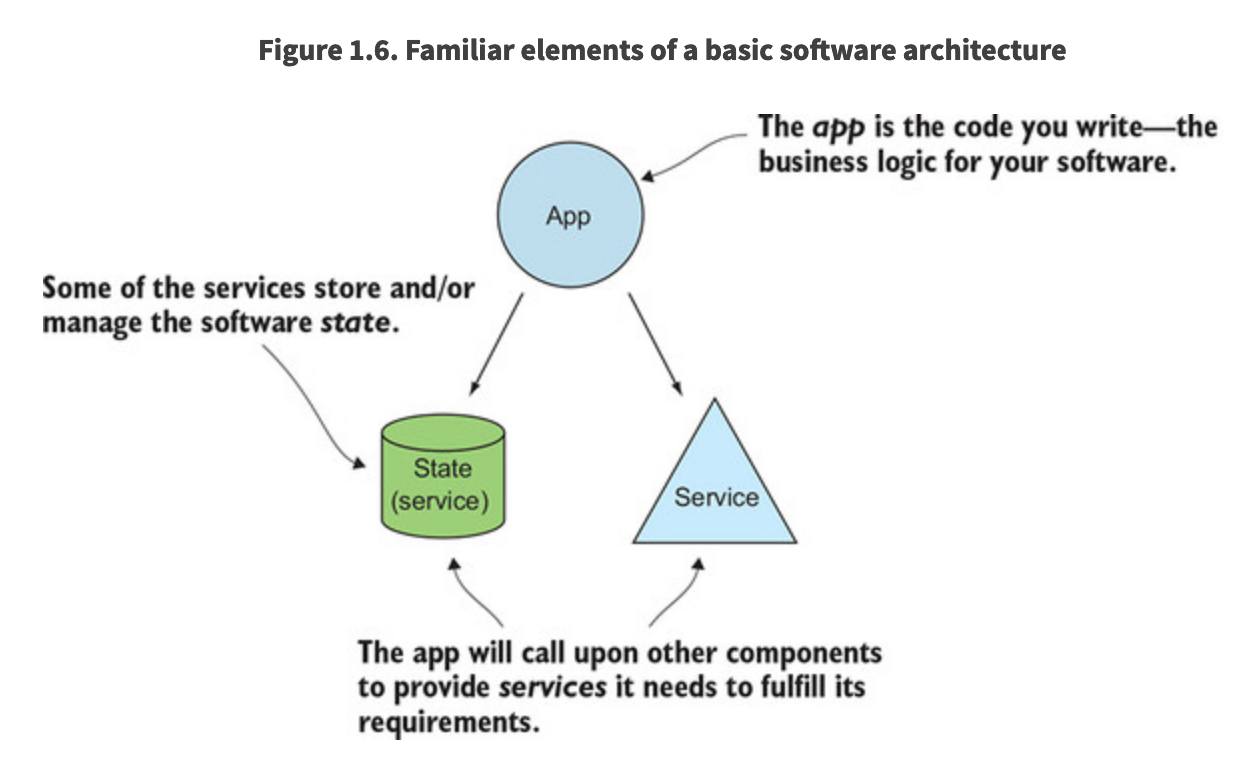 Figure 1.6. Familiar elements of a basic software architecture
The app is the code you write—the
business logic for your software.
App
Some of the services store and/or
manage the software state.
State
(service)
Service
The app will call upon other components
to provide services it needs to fulfill its
requirements.